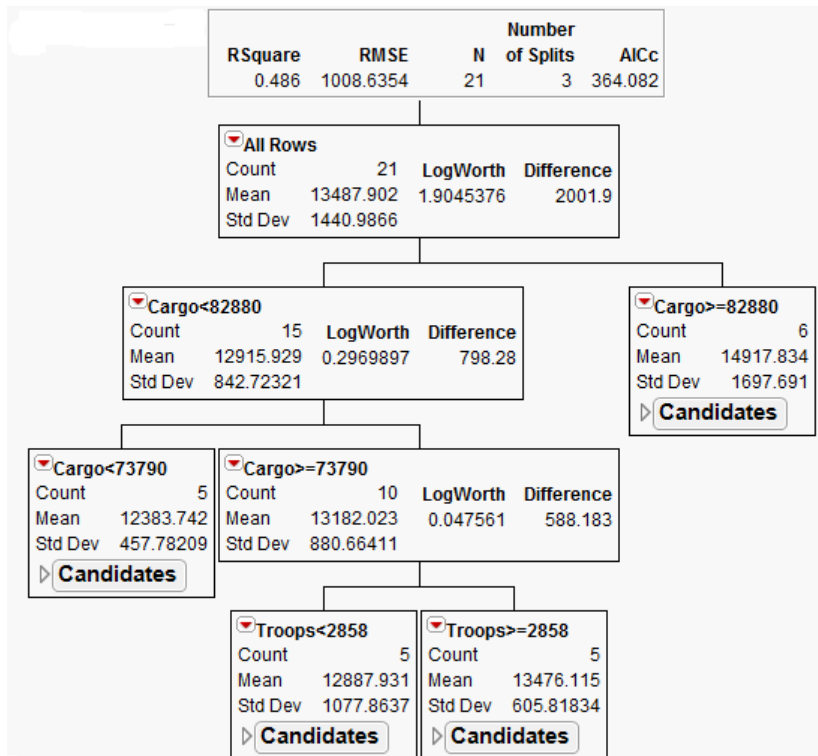 Number
RSquare RMSE N of Splits AICc
0.486 1008.6354 21 3 364.082
All Rows
Count 21 LogWorth Difference
Mean 13487.902 1.9045376 2001.9
Std Dev 1440.9866
Cargo<82880
Count 15 LogWorth Difference
Mean 12915.929 0.2969897 798.28
Std Dev 842.72321
Cargo>=82880
Count 6
Mean 14917.834
Std Dev 1697.691
Candidates
Cargo<73790
Count 5
Mean 12383.742
Std Dev 457.78209
Candidates
Cargo>=73790
Count 10 LogWorth Difference
Mean 13182.023 0.047561 588.183
Std Dev 880.66411
Troops<2858
Count 5
Mean 12887.931
Std Dev 1077.8637
Candidates
Troops>=2858
Count 5
Mean 13476.115
Std Dev 605.81834
Candidates